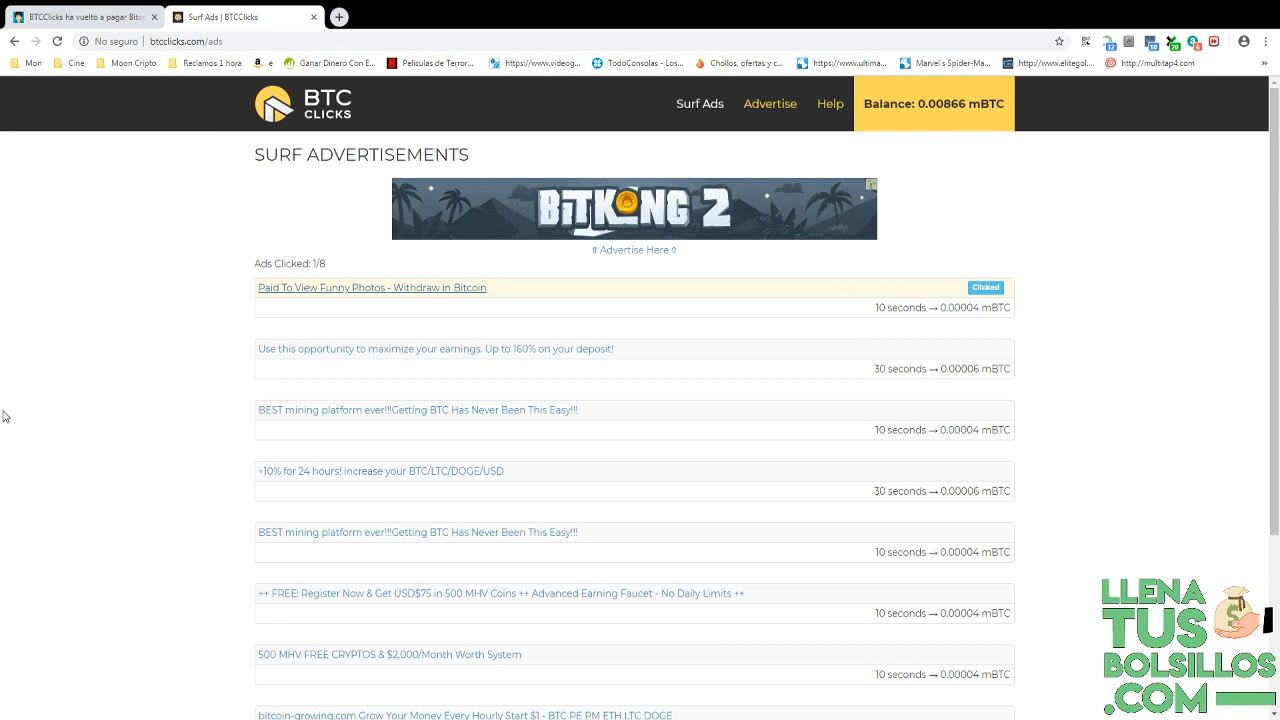 BTCClicks ha vuelto a pagar Bitc
Surf Ads | BTCClicks
No seguro | btcclicks.com/ads
Mon
Cine
Moon Cripto
Reclamos 1 hora
e
Ganar Dinero Con E...
Peliculas de Terror...
https://www.videog...
TodoConsolas - Los...
Chollos, ofertas y c...
https://www.ultima...
Marvel's Spider-Ma...
http://www.elitegol...
http://multitap4.com
»
BTC
CLICKS
Surf Ads
Advertise
Help
Balance: 0.00866 mBTC
SURF ADVERTISEMENTS
BITKONG 2
⇑ Advertise Here ⇑
Ads Clicked: 1/8
Paid To View Funny Photos - Withdraw in Bitcoin
Clicked
10 seconds → 0.00004 mBTC
Use this opportunity to maximize your earnings. Up to 160% on your deposit!
30 seconds → 0.00006 mBTC
BEST mining platform ever!!!Getting BTC Has Never Been This Easy!!!
10 seconds → 0.00004 mBTC
+10% for 24 hours! Increase your BTC/LTC/DOGE/USD
30 seconds → 0.00006 mBTC
BEST mining platform ever!!!Getting BTC Has Never Been This Easy!!!
10 seconds → 0.00004 mBTC
++ FREE: Register Now & Get USD$75 in 500 MHV Coins ++ Advanced Earning Faucet - No Daily Limits ++
10 seconds → 0.00004 mBTC
500 MHV FREE CRYPTOS & $2,000/Month Worth System
10 seconds → 0.00004 mBTC
bitcoin-growing.com Grow Your Money Every Hourly Start $1 - BTC PE PM ETH LTC DOGE
LLENA
TUS
BOLSILLOS
.COM